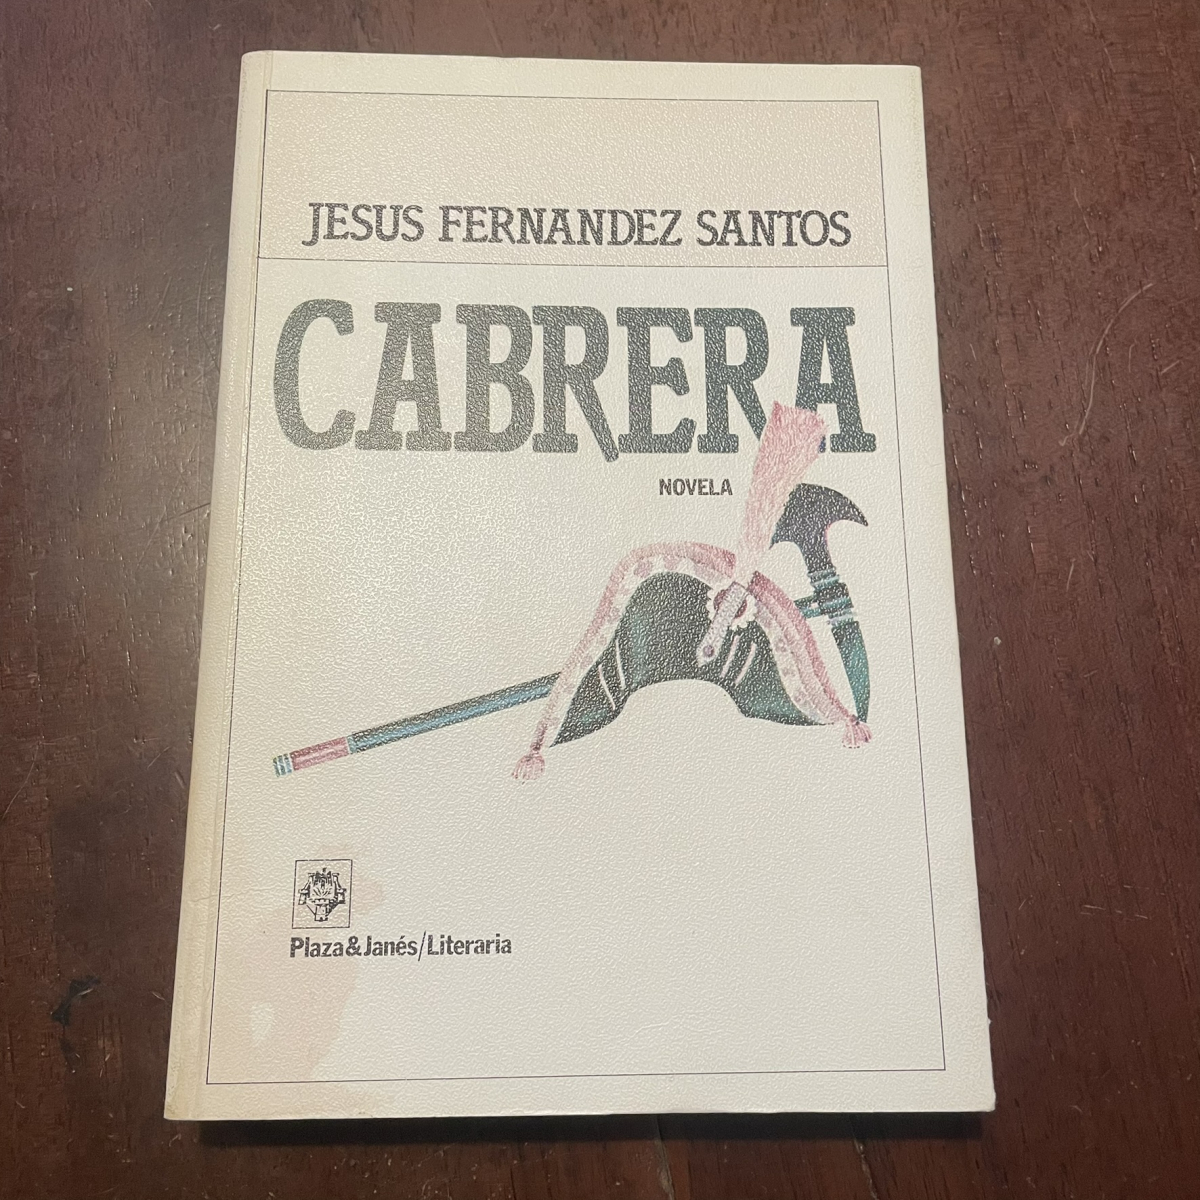 JESUS FERNANDEZ SANTOS
CABRERA
NOVELA
Plaza&Janés/Literaria